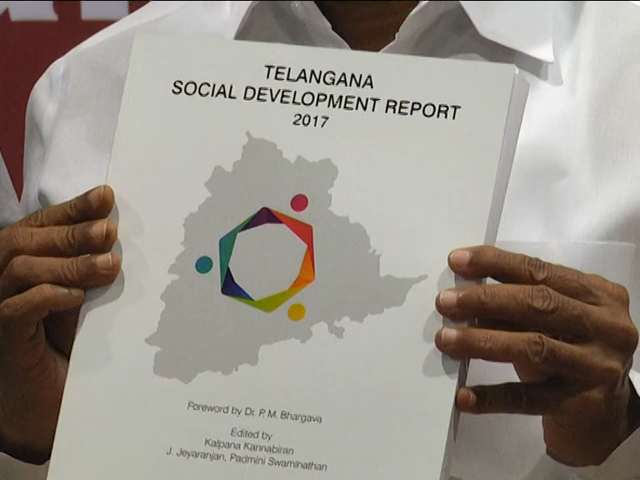 TELANGANA
SOCIAL DEVELOPMENT REPORT
2017
Foreword by Dr. P. M. Bhargava
Edited by
Kalpana Kannabiran
J. Jeyaranjan, Padmini Swaminathan